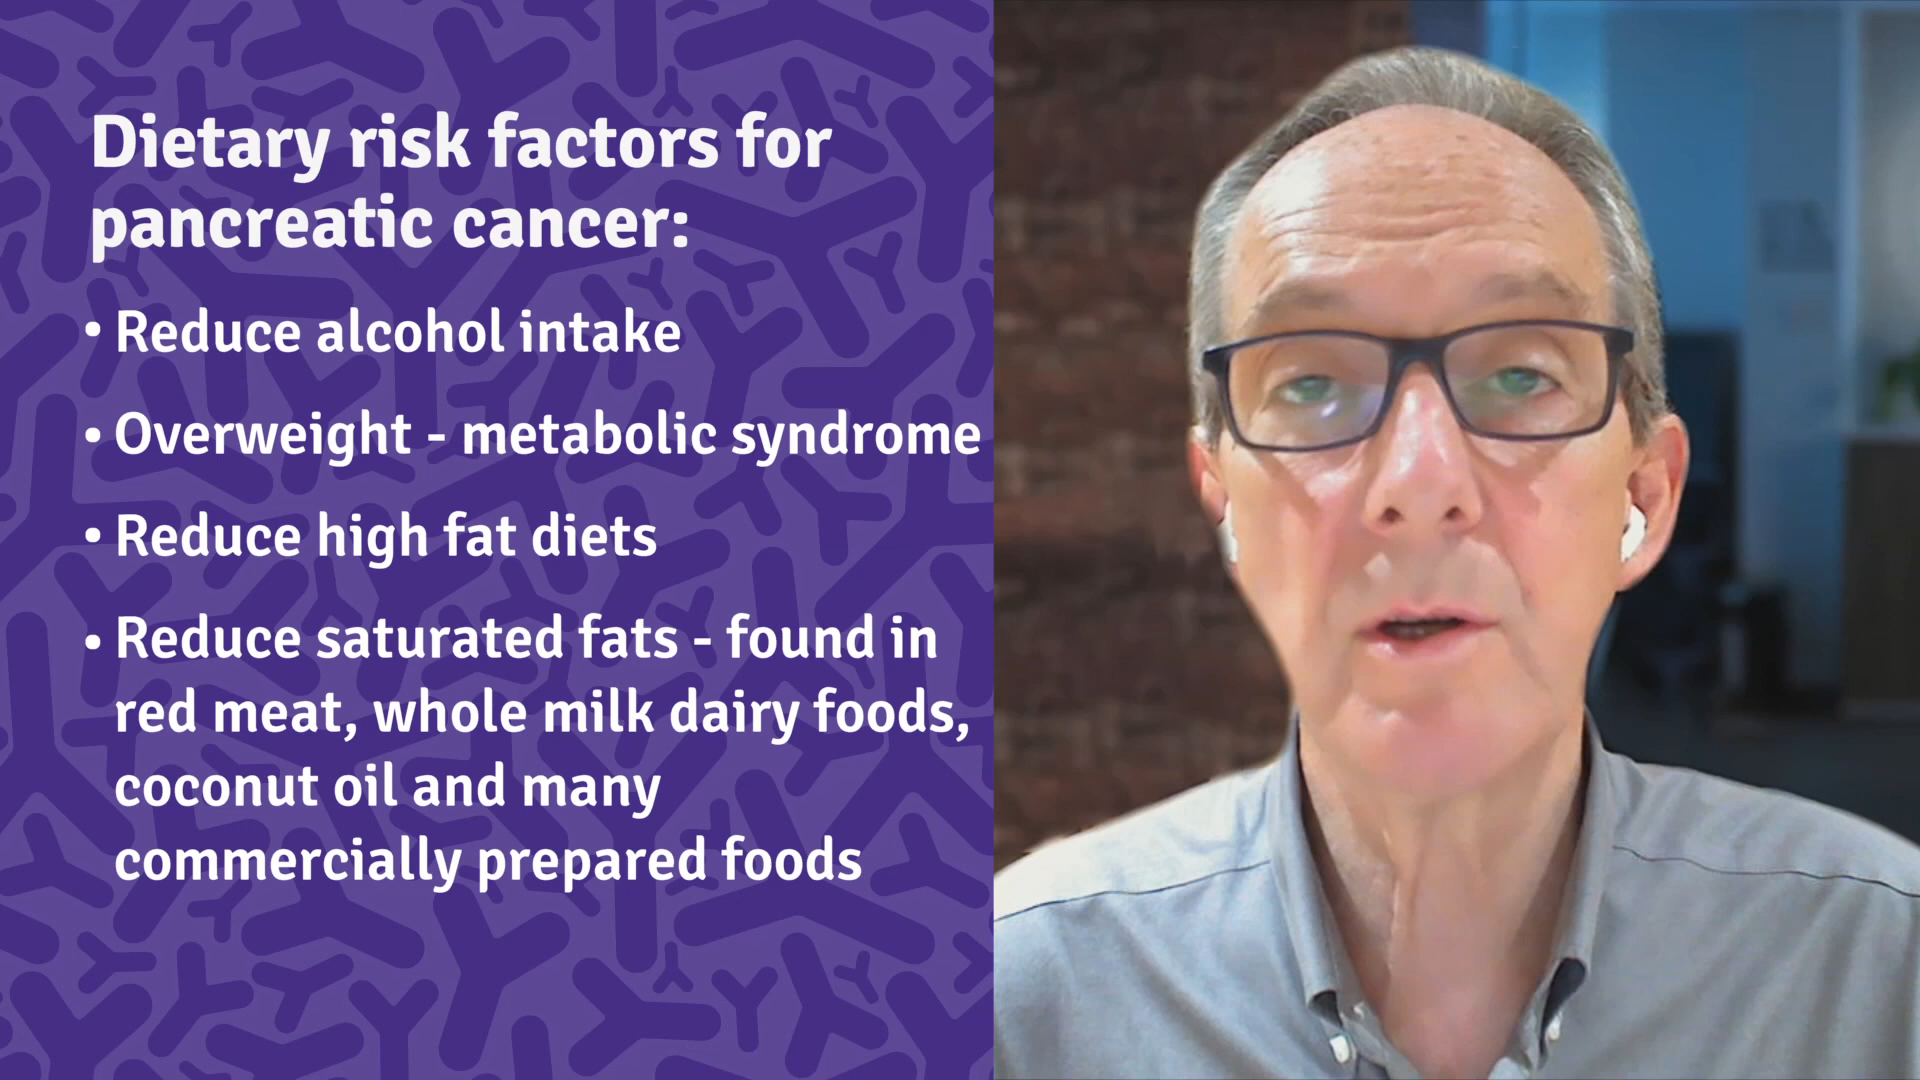 Dietary risk factors for
pancreatic cancer:
• Reduce alcohol intake
• Overweight - metabolic syndrome
• Reduce high fat diets
• Reduce saturated fats - found in
red meat, whole milk dairy foods,
coconut oil and many
commercially prepared foods